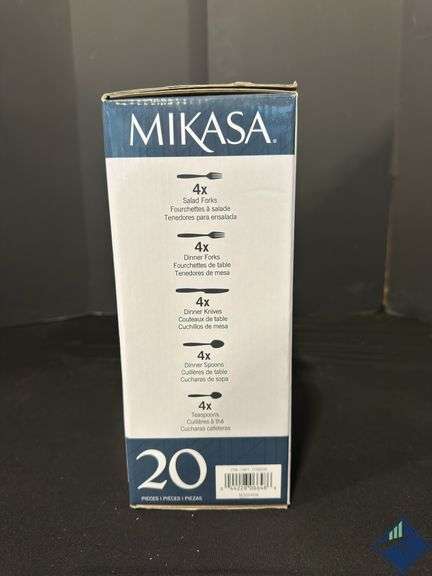 MIKASA®
4x
Salad Forks
Fourchettes à salade
Tenedores para ensalada
4x
Dinner Forks
Fourchettes de table
Tenedores de mesa
4x
Dinner Knives
Couteaux de table
Cuchillos de mesa
4x
Dinner Spoons
Cuillères de table
Cucharas de sopa
4x
Teaspoons
Cuillères à thé
Cucharas cafeteras
20
PIECES | PIÈCES | PIEZAS